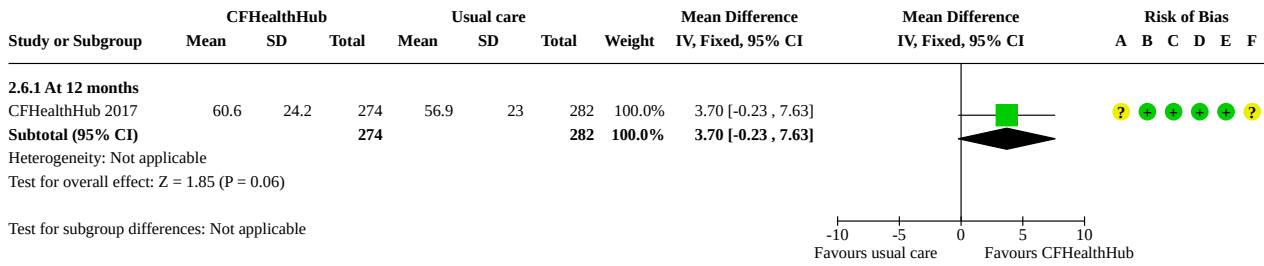 CFHealthHub Usual care Mean Difference Mean Difference Risk of Bias
Study or Subgroup Mean SD Total Mean SD Total Weight IV, Fixed, 95% CI IV, Fixed, 95% CI A B C D E F
2.6.1 At 12 months
CFHealthHub 2017 60.6 24.2 274 56.9 23 282 100.0% 3.70 [-0.23 , 7.63] ? + + + + ?
Subtotal (95% CI) 274 282 100.0% 3.70 [-0.23 , 7.63]
Heterogeneity: Not applicable
Test for overall effect: Z = 1.85 (P = 0.06)
Test for subgroup differences: Not applicable
-10 -5 0 5 10
Favours usual care Favours CFHealthHub